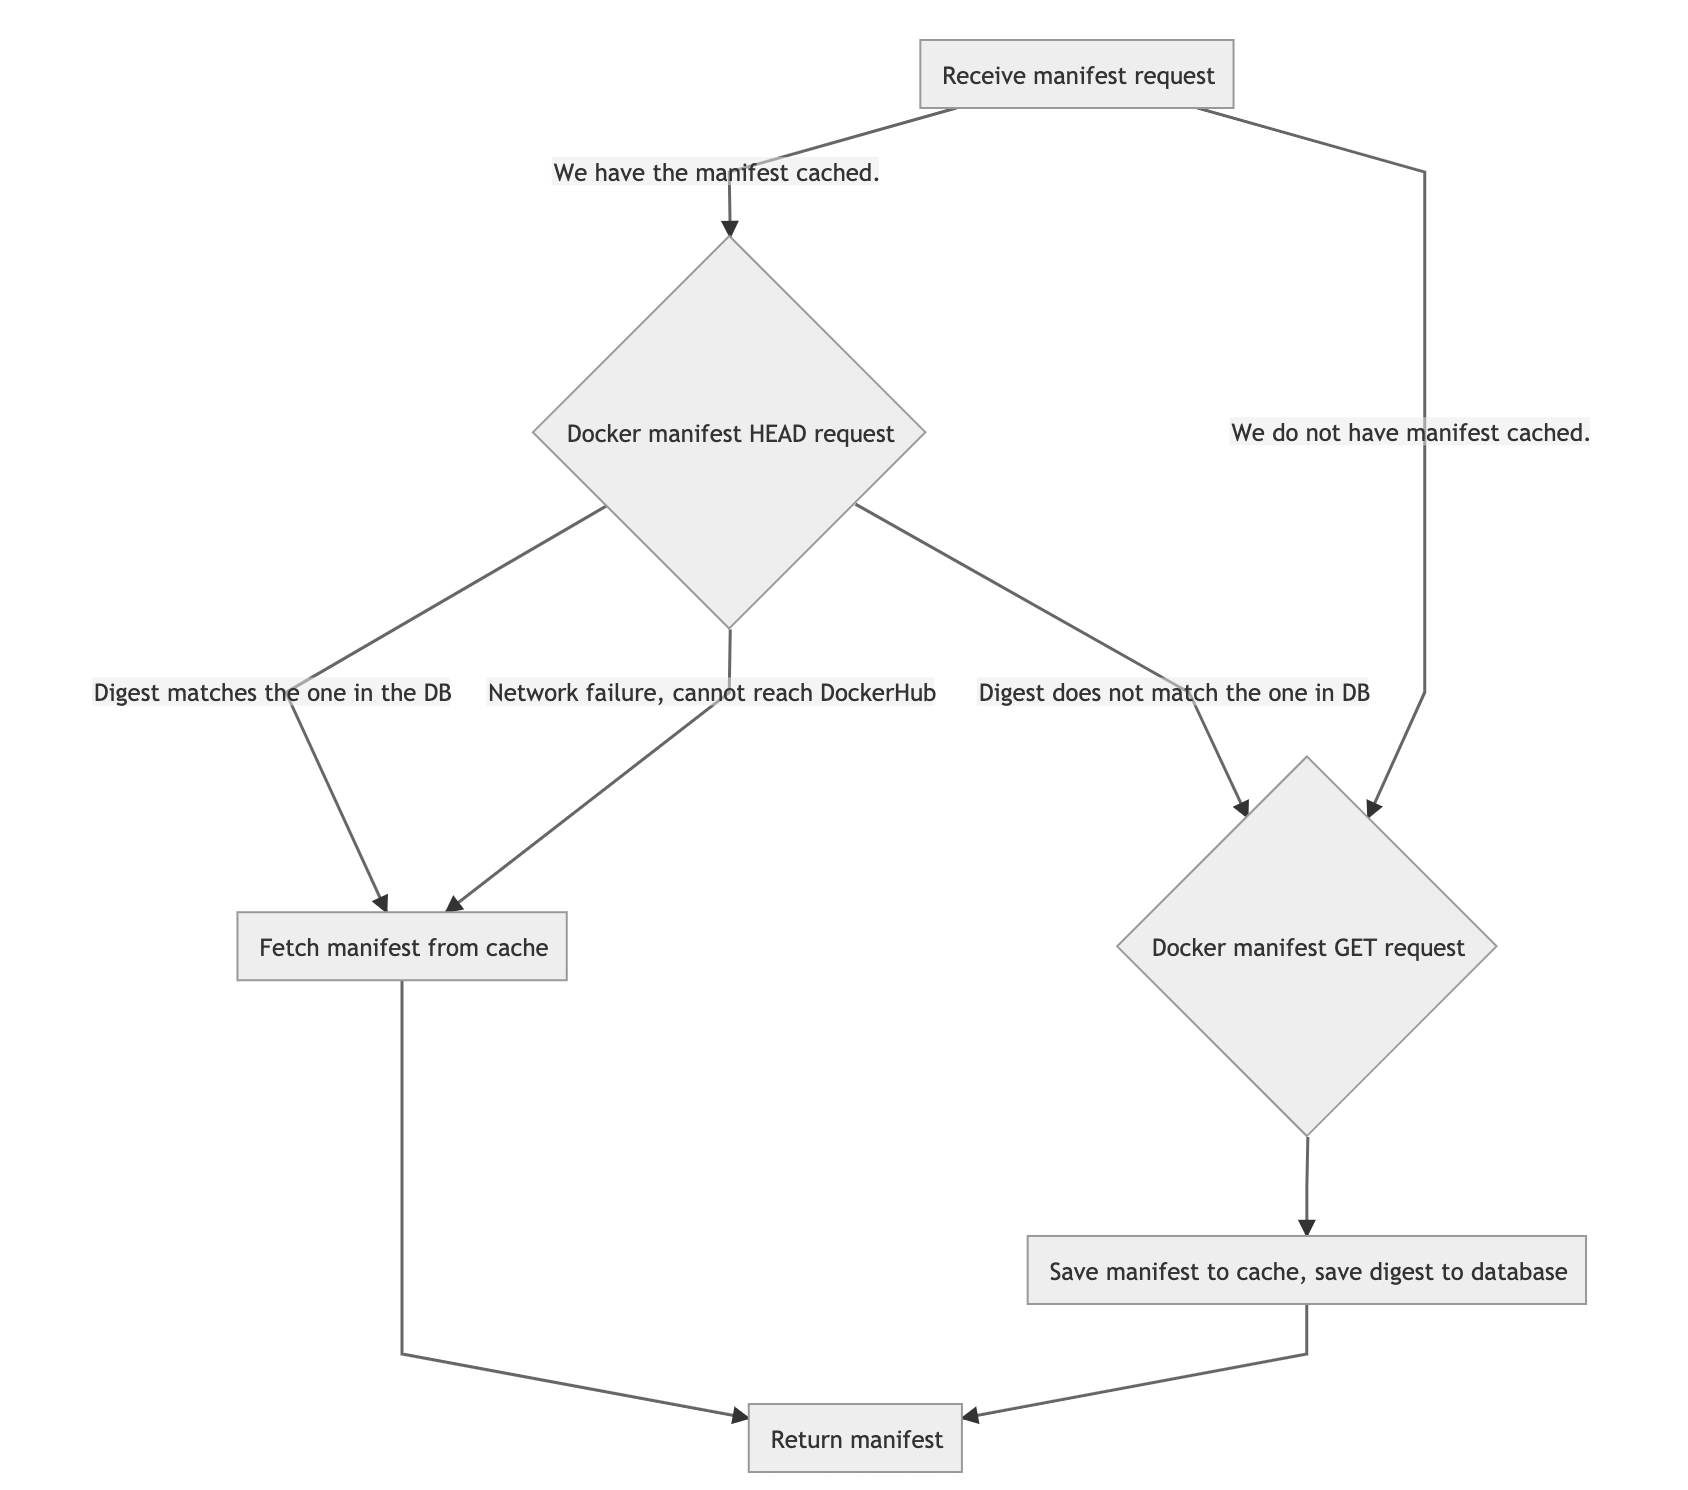 Receive manifest request
We have the manifest cached.
Docker manifest HEAD request
We do not have manifest cached.
Digest matches the one in the DB
Network failure, cannot reach DockerHub
Digest does not match the one in DB
Fetch manifest from cache
Docker manifest GET request
Save manifest to cache, save digest to database
Return manifest